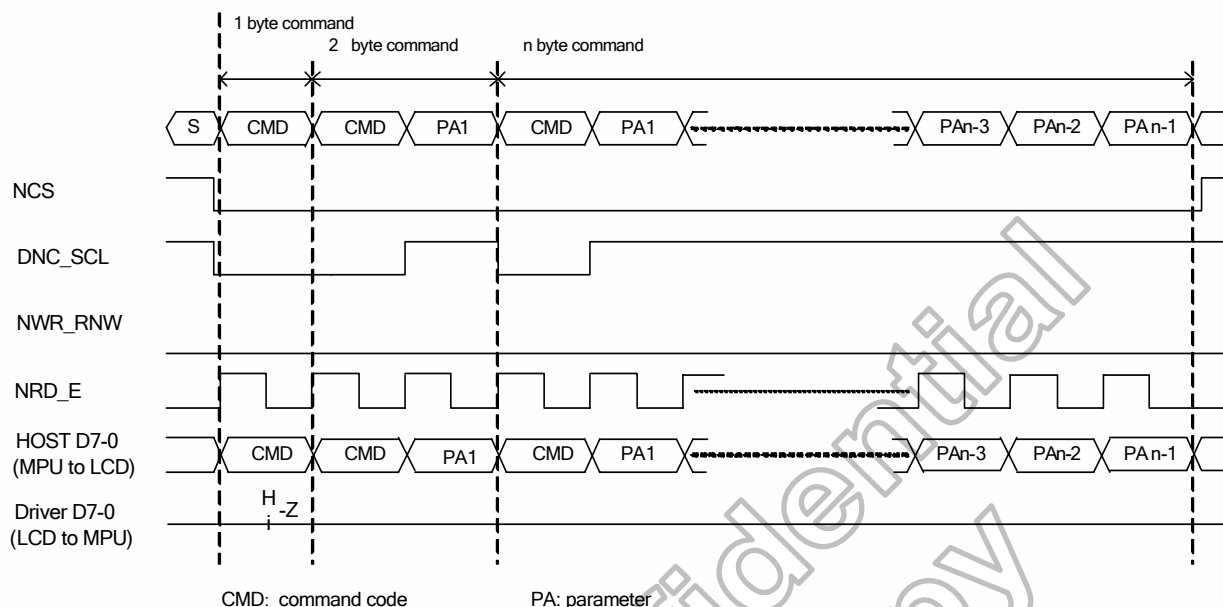 1 byte command
2 byte command n byte command
S CMD CMD PA1 CMD PA1 PAn-3 PAn-2 PA n-1
NCS
DNC_SCL
NWR_RNW
NRD_E
HOST D7-0
(MPU to LCD)
CMD CMD PA1 CMD PA1 PAn-3 PAn-2 PA n-1
Driver D7-0
(LCD to MPU)
Hi-Z
CMD: command code PA: parameter